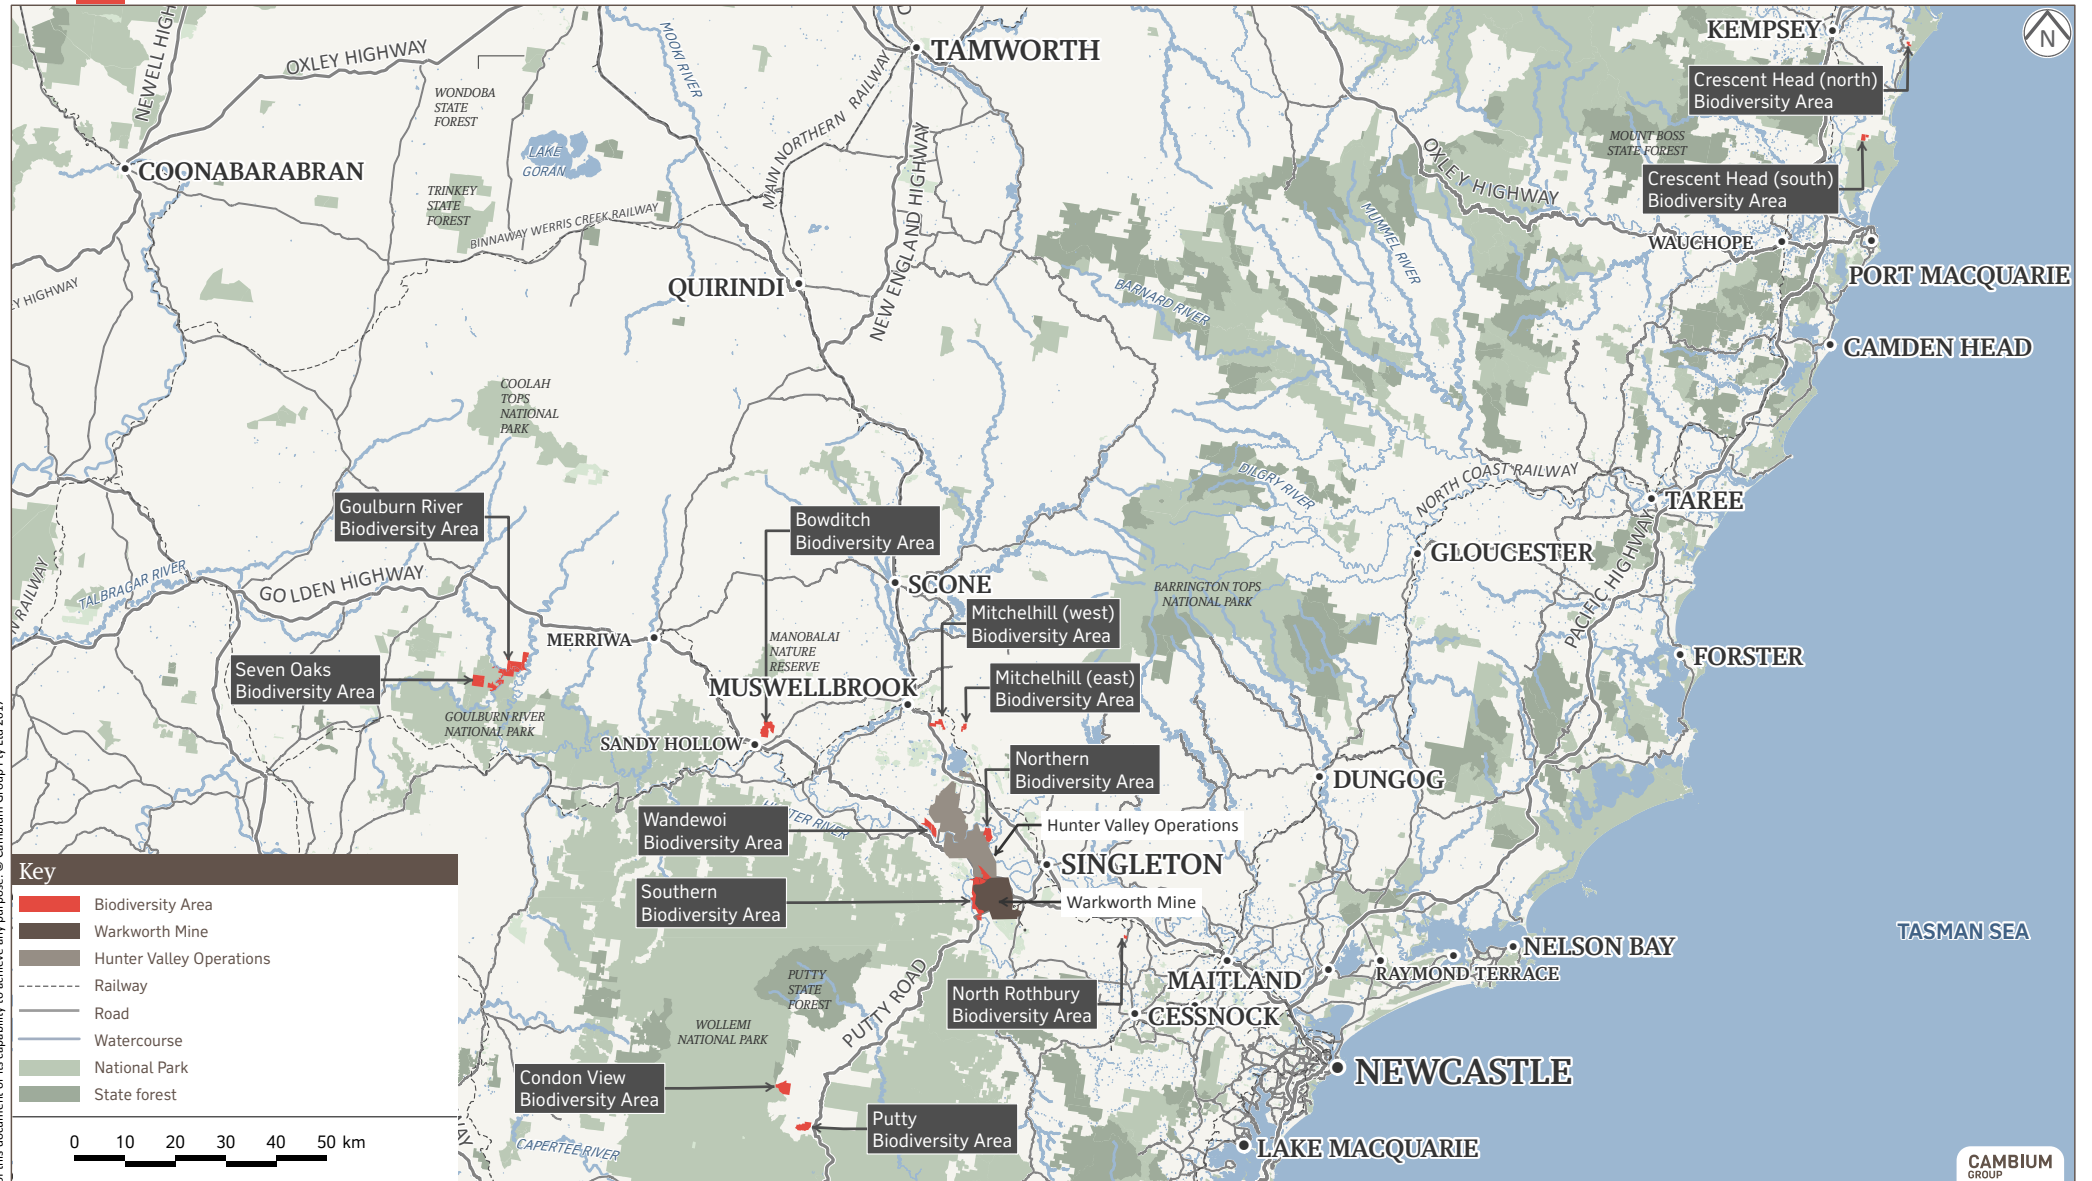 KEMPSEY
TAMWORTH
N
OXLEY HIGHWAY
MOOKI RIVER
Crescent Head (north)
Biodiversity Area
WONDOBA
STATE
FOREST
MAIN NORTHERN RAILWAY
MOUNT BOSS
STATE FOREST
LAKE
GORAN
OXLEY HIGHWAY
COONABARABRAN
Crescent Head (south)
Biodiversity Area
TRINKEY
STATE
FOREST
BINNAWAY WERRIS CREEK RAILWAY
NEW ENGLAND HIGHWAY
MUMMEL RIVER
WAUCHOPE
PORT MACQUARIE
QUIRINDI
BARNARD RIVER
CAMDEN HEAD
COOLAH
TOPS
NATIONAL
PARK
DILGRY RIVER
NORTH COAST RAILWAY
TAREE
Goulburn River
Biodiversity Area
Bowditch
Biodiversity Area
GLOUCESTER
PACIFIC HIGHWAY
TALBRAGAR RIVER
GOLDEN HIGHWAY
SCONE
BARRINGTON TOPS
NATIONAL PARK
Mitchelhill (west)
Biodiversity Area
MERRIWA
MANOBALAI
NATURE
RESERVE
FORSTER
Seven Oaks
Biodiversity Area
MUSWELLBROOK
Mitchelhill (east)
Biodiversity Area
GOULBURN RIVER
NATIONAL PARK
SANDY HOLLOW
Northern
Biodiversity Area
DUNGOG
Wandewoi
Biodiversity Area
Hunter Valley Operations
SINGLETON
Southern
Biodiversity Area
Warkworth Mine
TASMAN SEA
NELSON BAY
RAYMOND TERRACE
MAITLAND
PUTTY
STATE
FOREST
PUTTY ROAD
North Rothbury
Biodiversity Area
CESSNOCK
WOLLEMI
NATIONAL PARK
NEWCASTLE
Condon View
Biodiversity Area
Putty
Biodiversity Area
CAPERTEE RIVER
LAKE MACQUARIE
Key
Biodiversity Area
Warkworth Mine
Hunter Valley Operations
Railway
Road
Watercourse
National Park
State forest
0 10 20 30 40 50 km
CAMBIUM
GROUP